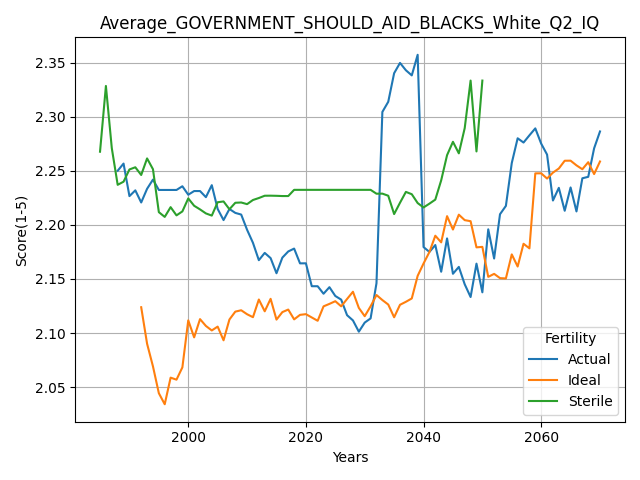 Average_GOVERNMENT_SHOULD_AID_BLACKS_White_Q2_IQ
Score(1-5)
2.35
2.30
2.25
2.20
2.15
2.10
2.05
2000 2020 2040 2060
Years
Fertility
Actual
Ideal
Sterile